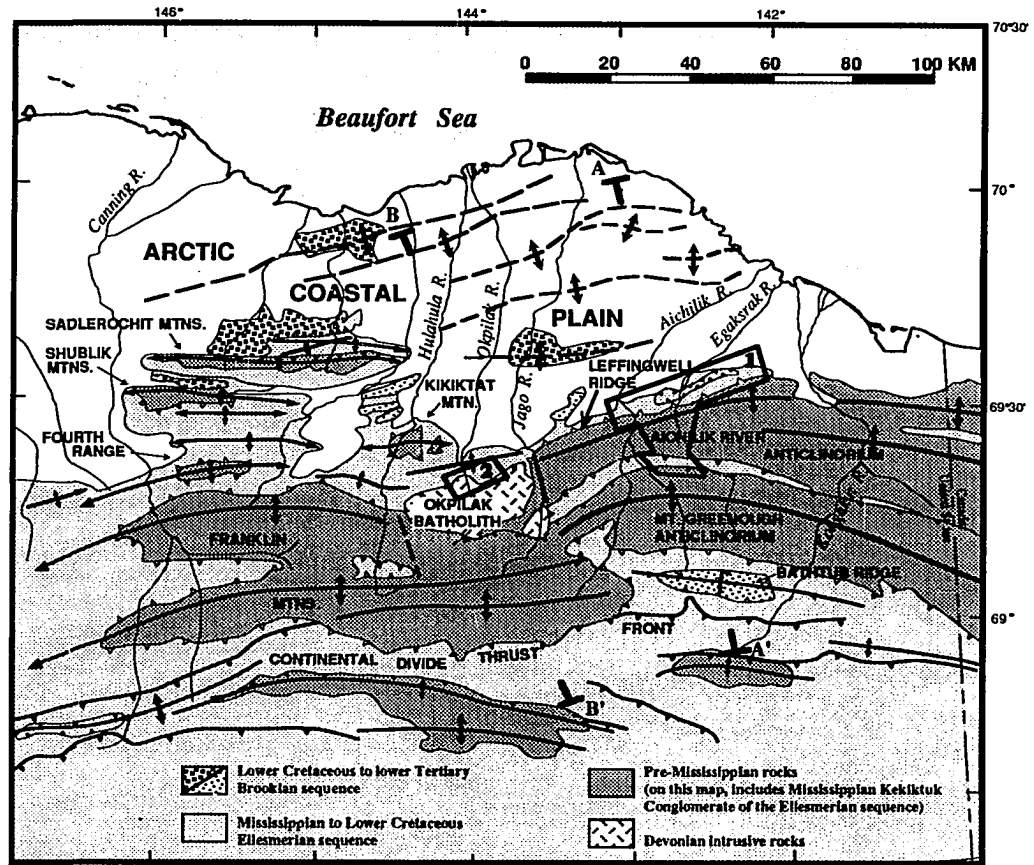 146°
144°
142°
70°30'
0 20 40 60 80 100 KM
Beaufort Sea
Canning R.
A
70°
B
ARCTIC
COASTAL
PLAIN
Hulahula R.
Okpilak R.
Jago R.
Aichilik R.
Egaksrak R.
SADLEROCHIT MTNS.
SHUBLIK
MTNS.
KIKIKTAT
MTN.
LEFFINGWELL
RIDGE
1
69°30'
FOURTH
RANGE
AICHILIK RIVER
ANTICLINORIUM
2
OKPILAK
BATHOLITH
FRANKLIN
MT. GREENOUGH
ANTICLINORIUM
BATHTUB RIDGE
MTNS.
69°
FRONT
CONTINENTAL DIVIDE THRUST
A'
B'
Lower Cretaceous to lower Tertiary
Brookian sequence
Mississippian to Lower Cretaceous
Ellesmerian sequence
Pre-Mississippian rocks
(on this map, includes Mississippian Kekiktuk
Conglomerate of the Ellesmerian sequence)
Devonian intrusive rocks